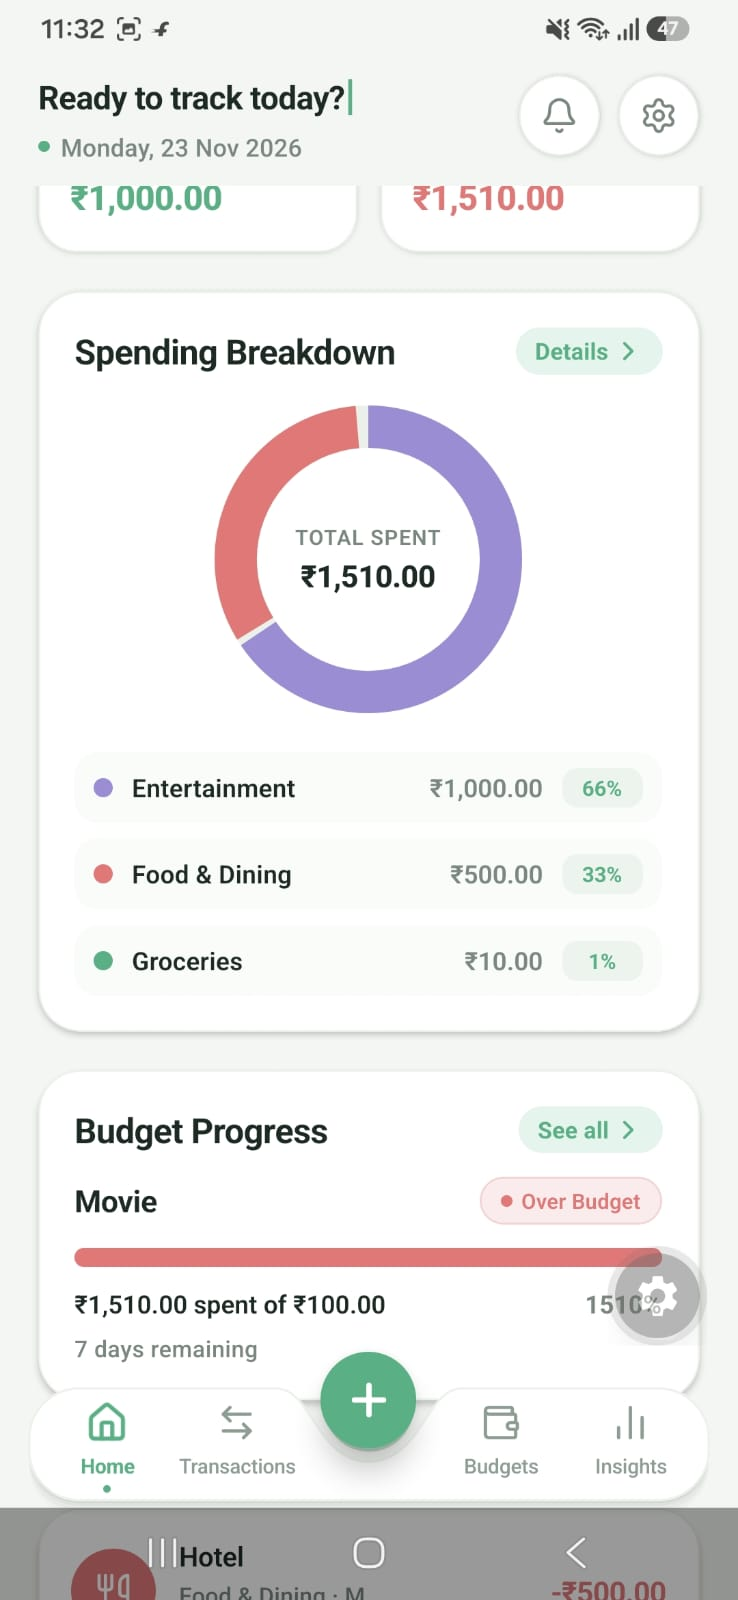 11:32
47
Ready to track today?
Monday, 23 Nov 2026
₹1,000.00
₹1,510.00
Spending Breakdown
Details
TOTAL SPENT
₹1,510.00
Entertainment ₹1,000.00 66%
Food & Dining ₹500.00 33%
Groceries ₹10.00 1%
Budget Progress
See all
Movie
Over Budget
₹1,510.00 spent of ₹100.00
1510%
7 days remaining
Home
Transactions
Budgets
Insights
Hotel
Food & Dining · M
-₹500.00